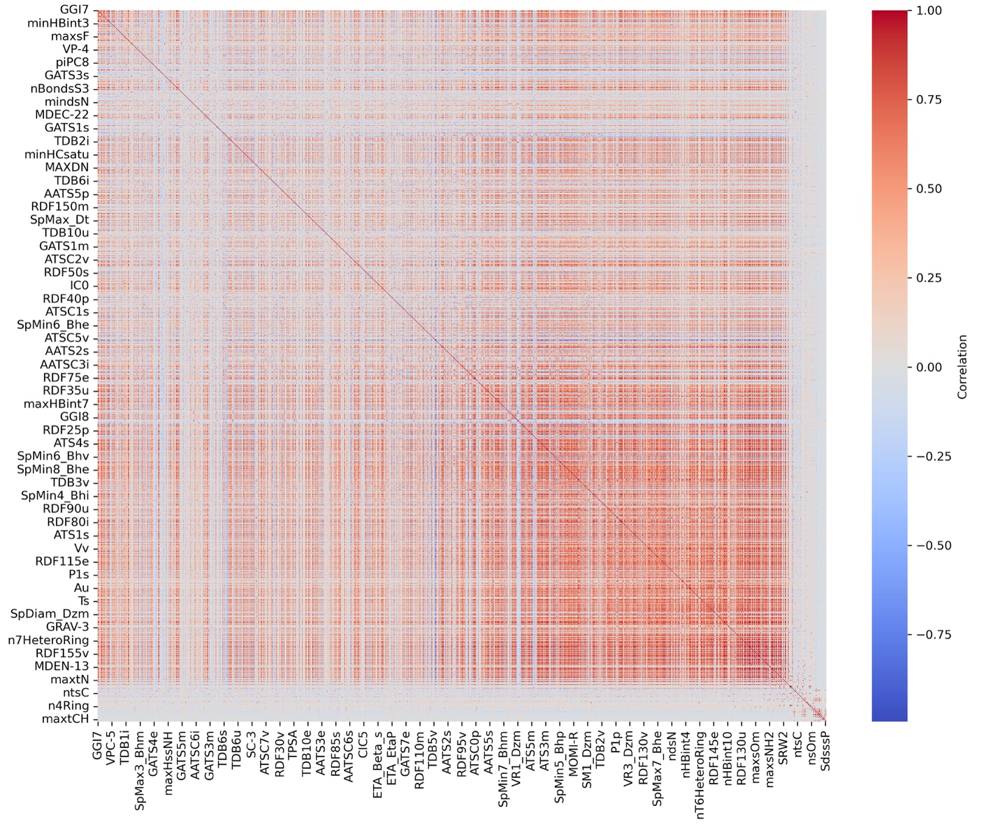 GGI7
minHBint3
maxsF
VP-4
piPC8
GATS3s
nBondsS3
mindsN
MDEC-22
GATS1s
TDB2i
minHCsatu
MAXDN
TDB6i
AATS5p
RDF150m
SpMax_Dt
TDB10u
GATS1m
ATSC2v
RDF50s
IC0
RDF40p
ATSC1s
SpMin6_Bhe
ATSC5v
AATS2s
AATSC3i
RDF75e
RDF35u
maxHBint7
GGI8
RDF25p
ATS4s
SpMin6_Bhv
SpMin8_Bhe
TDB3v
SpMin4_Bhi
RDF90u
RDF80i
ATS1s
Vv
RDF115e
P1s
Au
Ts
SpDiam_Dzm
GRAV-3
n7HeteroRing
RDF155v
MDEN-13
maxtN
ntsC
n4Ring
maxtCH
GGI7
VPC-5
TDB1i
SpMax3_Bhm
GATS4e
maxHssNH
GATS5m
AATSC6i
GATS3m
TDB6s
TDB6u
SC-3
ATSC7v
RDF30v
TPSA
TDB10e
AATS3e
RDF85s
AATSC6s
CIC5
ETA_Beta_s
ETA_EtaP
GATS7e
RDF110m
TDB5v
AATS2s
RDF95v
ATSC0p
AATS5s
SpMin7_Bhm
VR1_Dzm
ATS5m
ATS3m
SpMin5_Bhp
MOMI-R
SM1_Dzm
TDB2v
P1p
VR3_Dzm
RDF130v
SpMax7_Bhe
ndsN
nHBint4
nT6HeteroRing
RDF145e
nHBint10
RDF130u
maxsOm
maxsNH2
SRW2
ntsC
nsOm
SdsssP
1.00
0.75
0.50
0.25
0.00
−0.25
−0.50
−0.75
Correlation